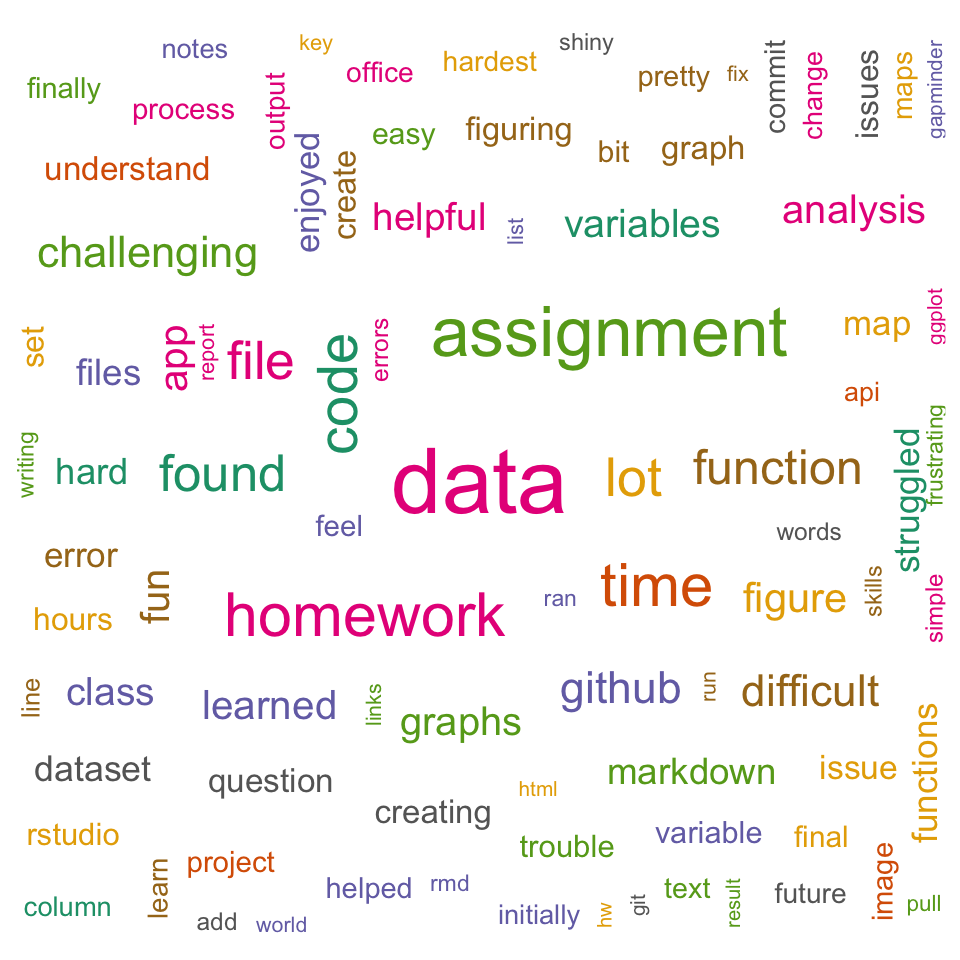 notes
key
shiny
finally
process
output
office
hardest
pretty
fix
commit
change
issues
maps
gapminder
understand
enjoyed
create
easy
figuring
bit
graph
challenging
helpful
list
variables
analysis
set
files
app
report
file
code
errors
assignment
map
ggplot
api
writing
hard
found
data
lot
function
struggled
frustrating
feel
words
error
hours
fun
homework
ran
time
figure
skills
simple
line
class
learned
links
graphs
github
run
difficult
functions
dataset
question
creating
html
markdown
issue
rstudio
learn
project
trouble
variable
final
image
column
add
world
helped
rmd
initially
hw
git
text
result
future
pull